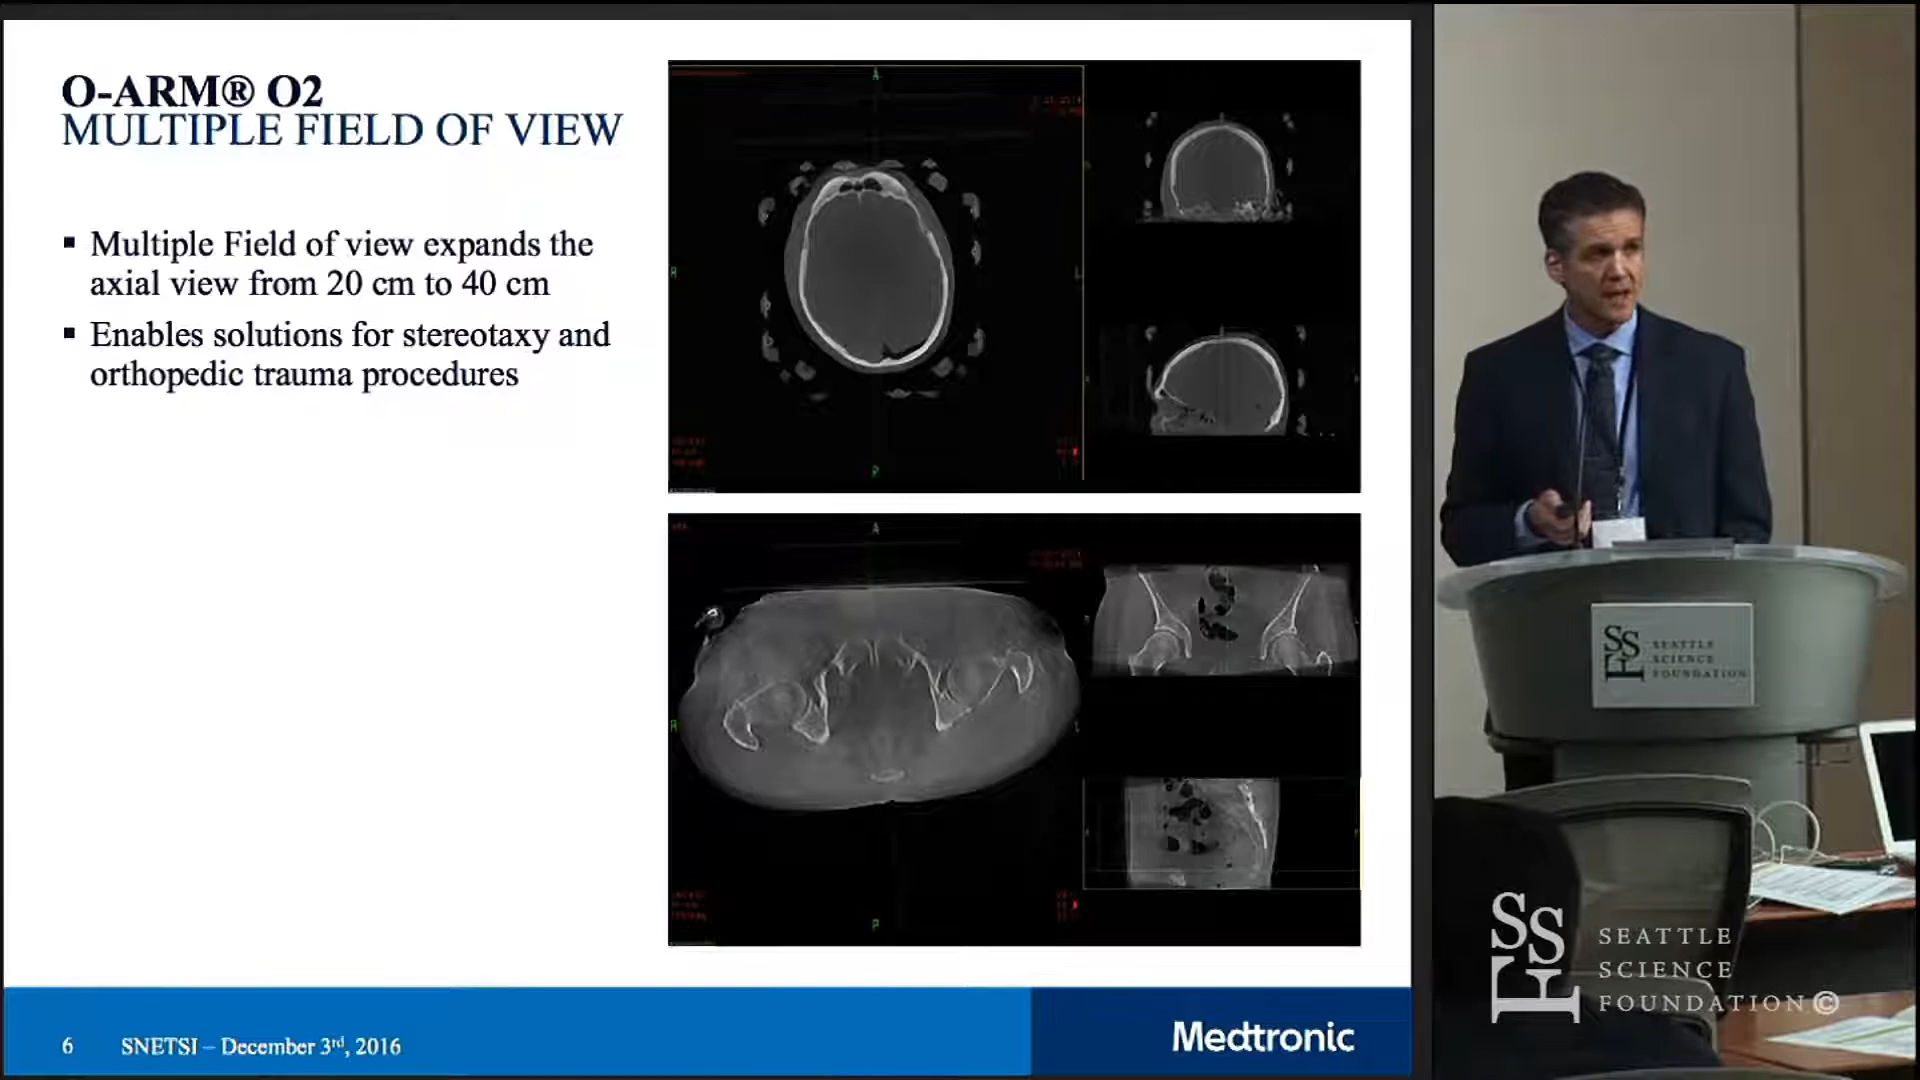 O-ARM® O2
MULTIPLE FIELD OF VIEW
▪ Multiple Field of view expands the
axial view from 20 cm to 40 cm
▪ Enables solutions for stereotaxy and
orthopedic trauma procedures
A
R
L
P
A
R
L
P
6 SNETSI – December 3rd, 2016
Medtronic
SSF
SEATTLE
SCIENCE
FOUNDATION
SSF
SEATTLE
SCIENCE
FOUNDATION©